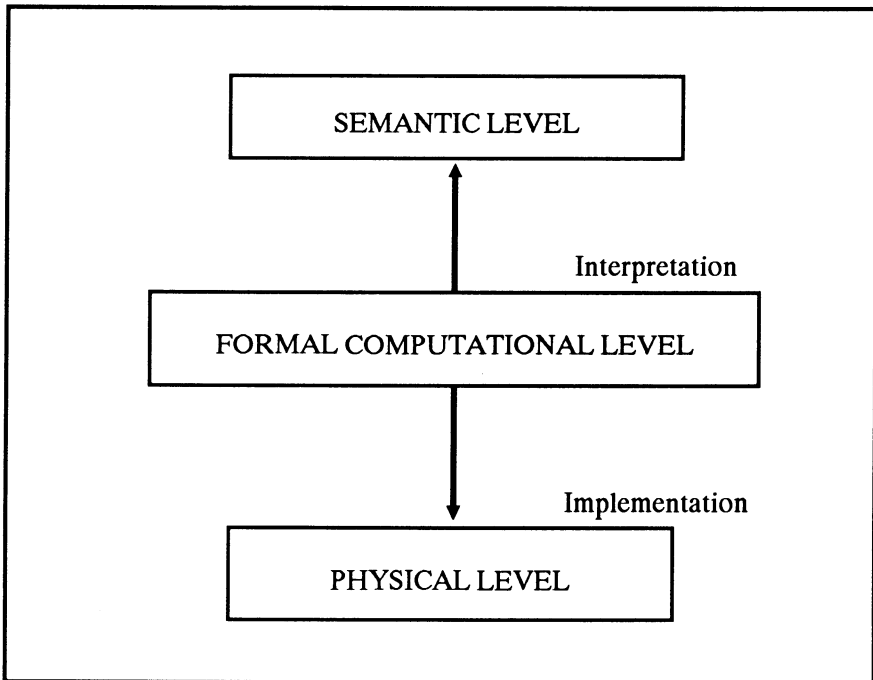 SEMANTIC LEVEL
Interpretation
FORMAL COMPUTATIONAL LEVEL
Implementation
PHYSICAL LEVEL